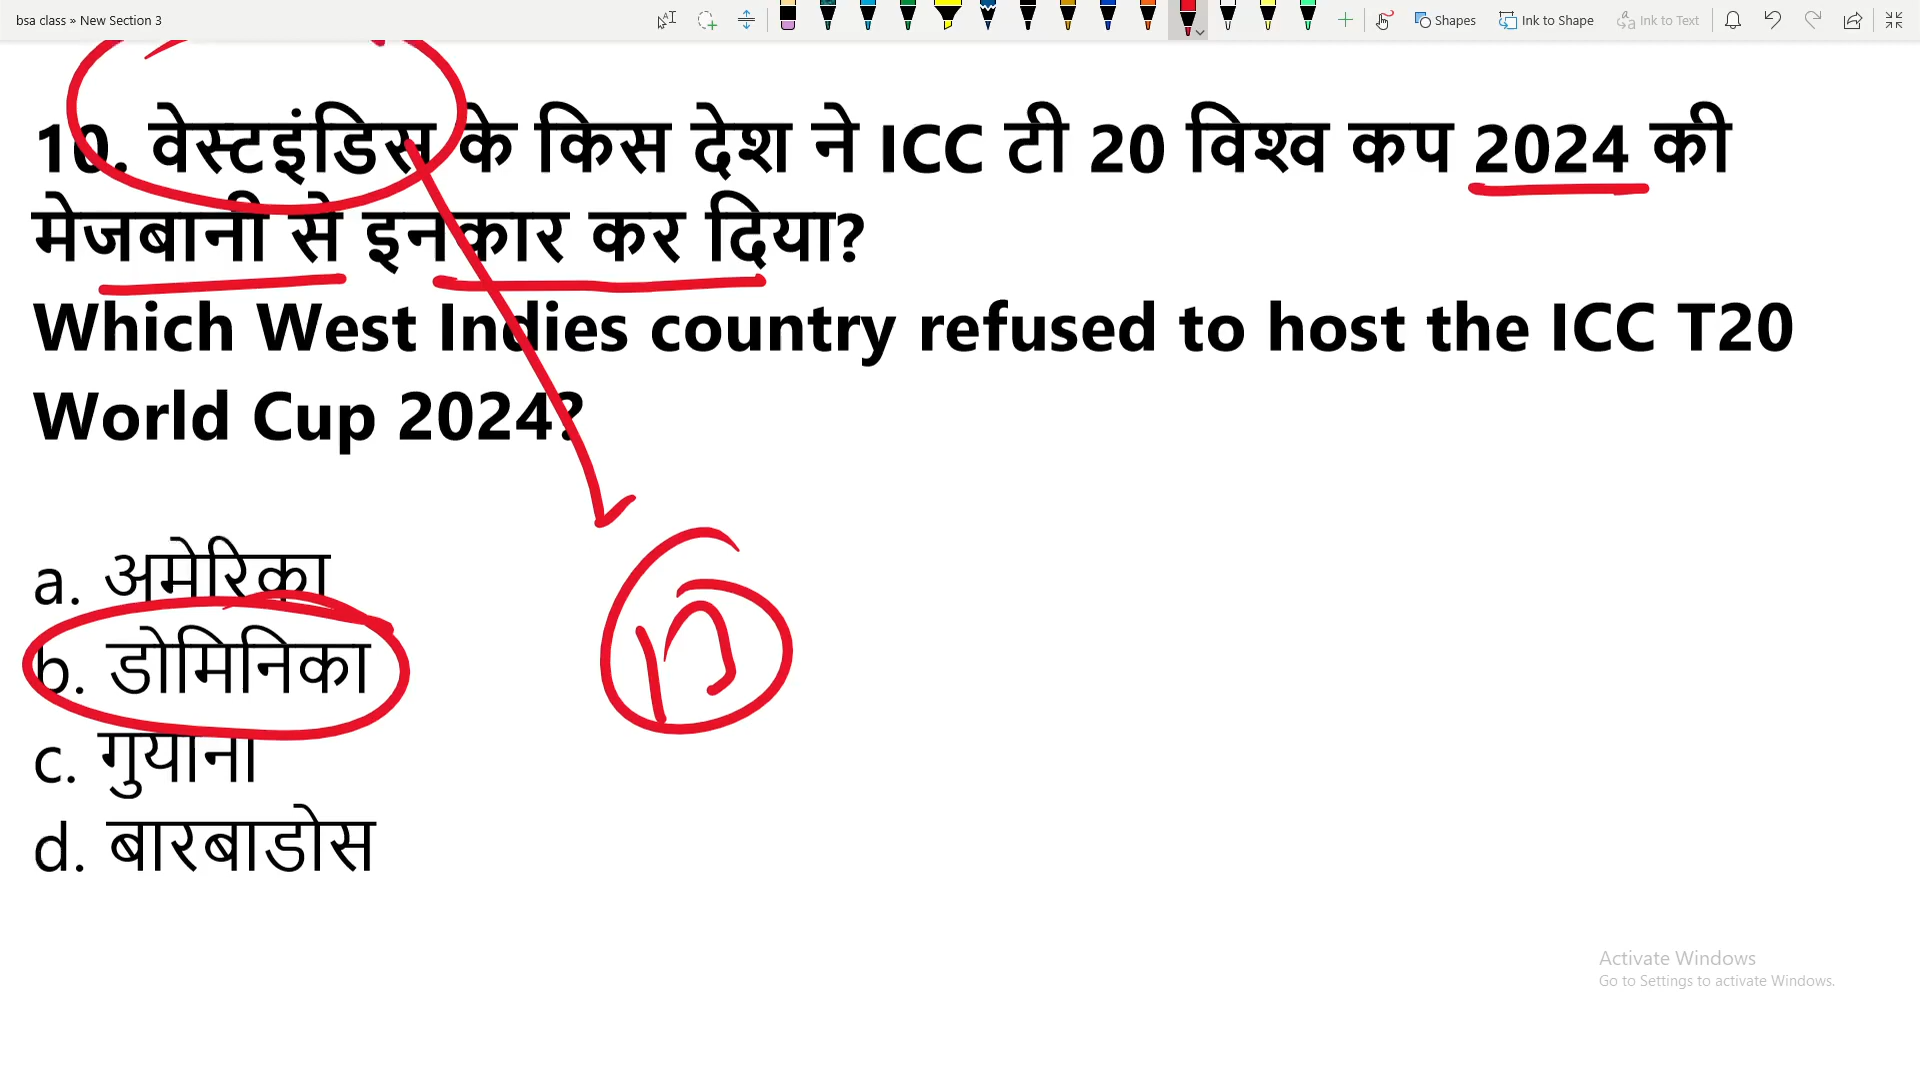 bsa class » New Section 3
Shapes
Ink to Shape
Ink to Text
10. वेस्टइंडिस के किस देश ने ICC टी 20 विश्व कप 2024 की
मेजबानी से इनकार कर दिया?
Which West Indies country refused to host the ICC T20
World Cup 2024?
a. अमेरिका
b. डोमिनिका
c. गुयाना
d. बारबाडोस
Activate Windows
Go to Settings to activate Windows.